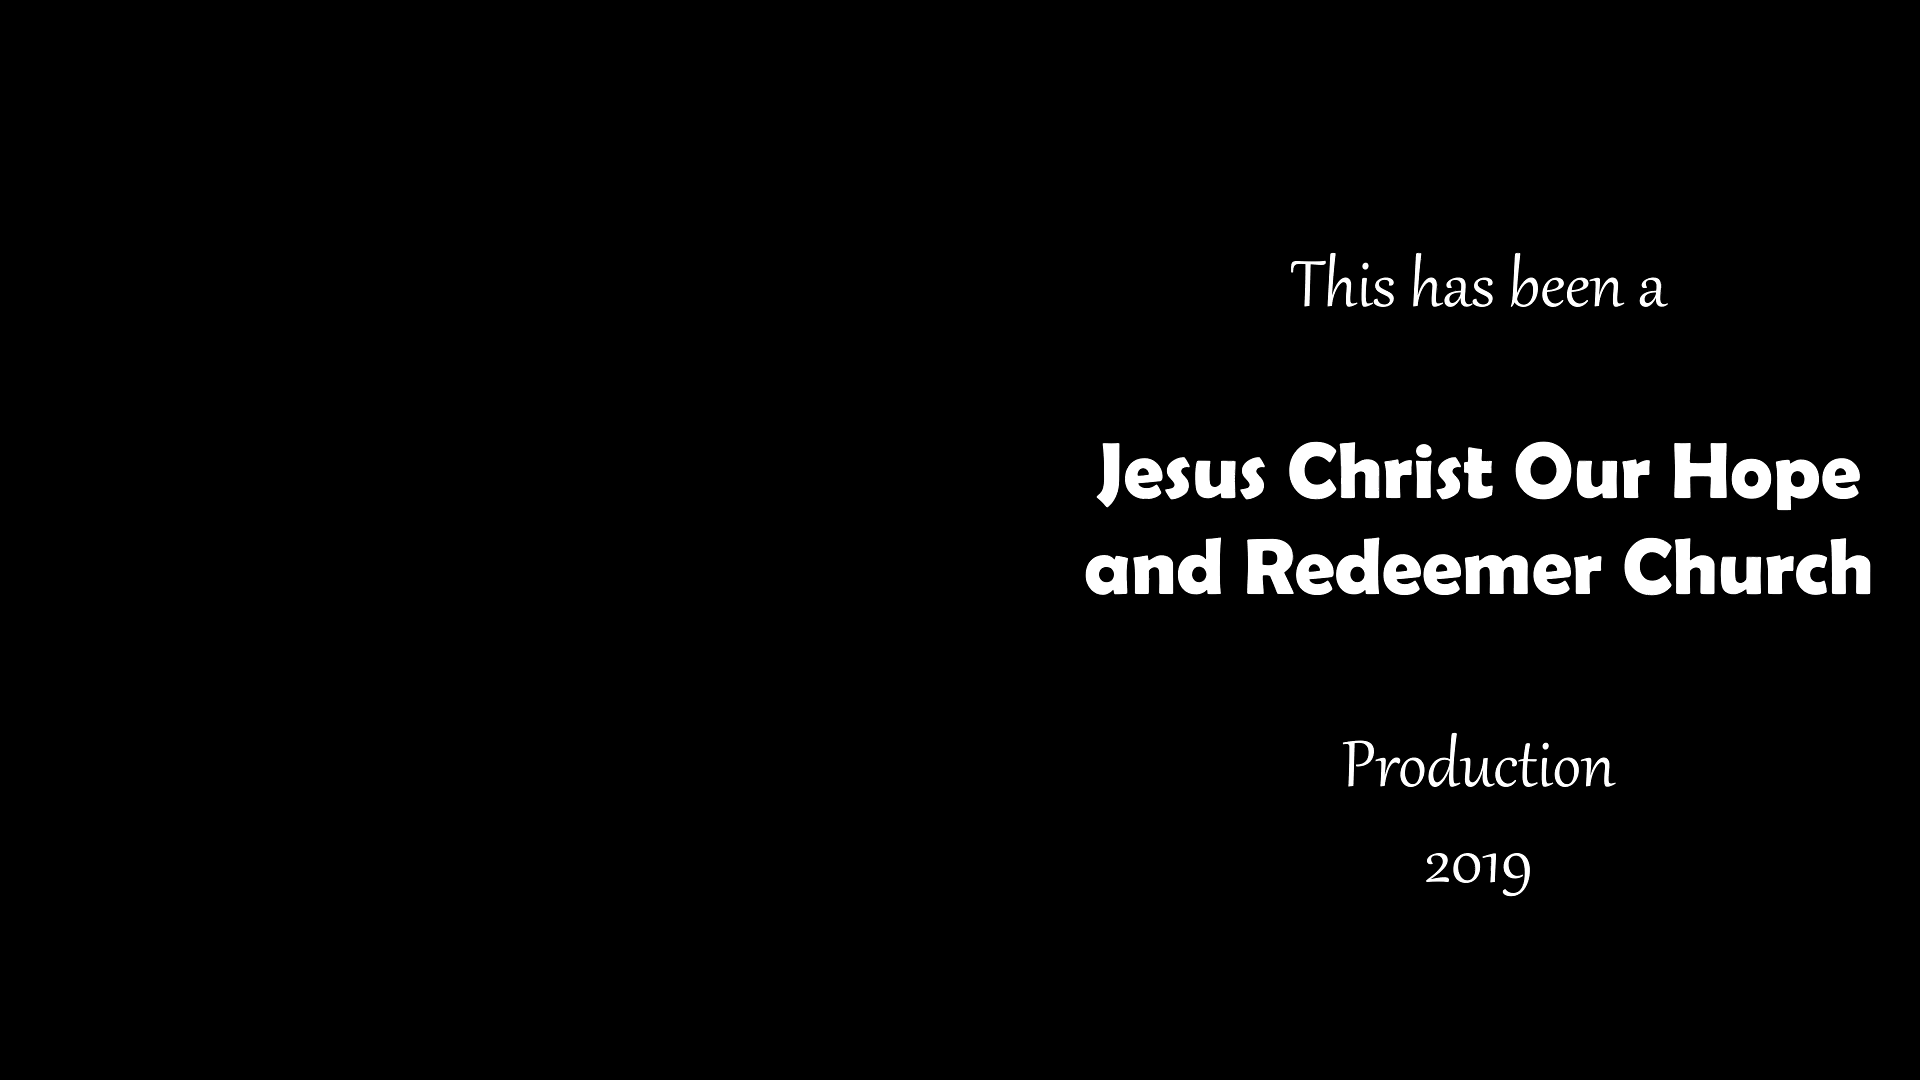 This has been a
Jesus Christ Our Hope
and Redeemer Church
Production
2019